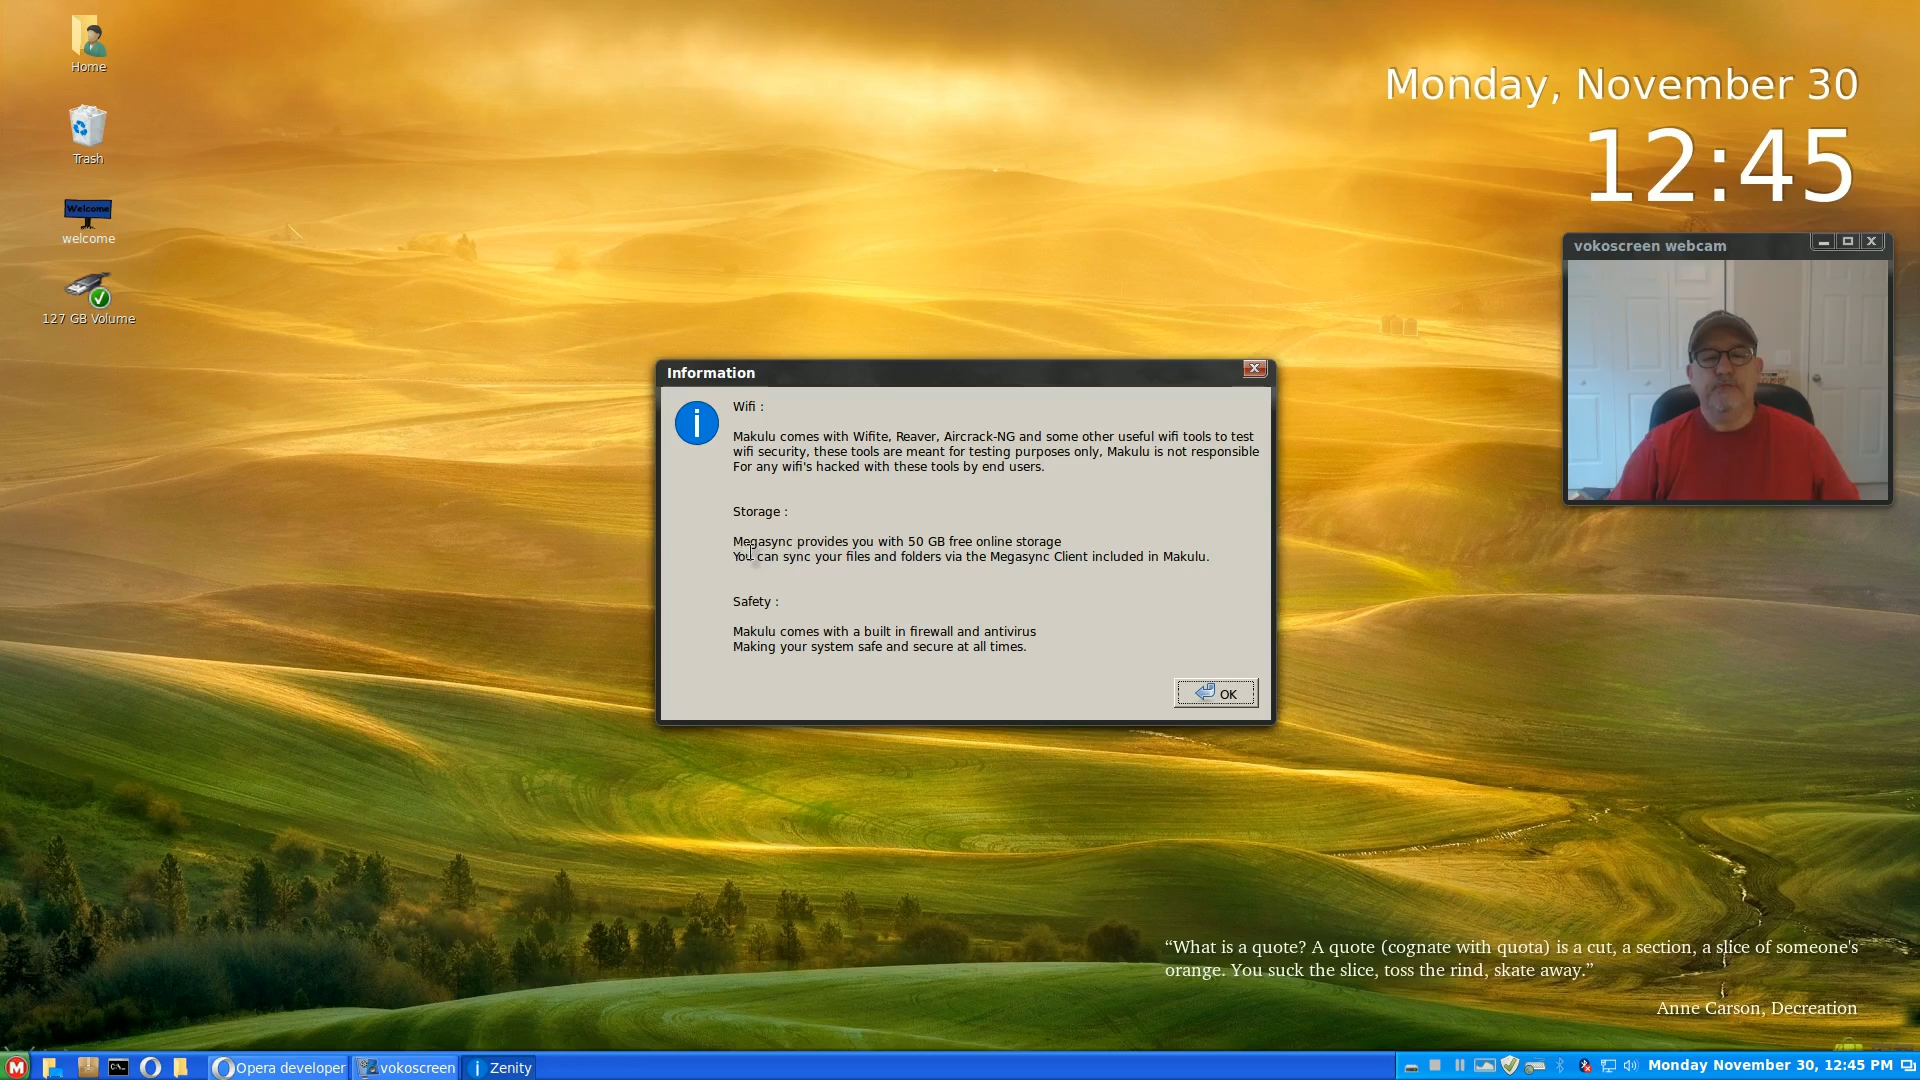 Home
Trash
Welcome
welcome
127 GB Volume
Monday, November 30
12:45
vokoscreen webcam
Information
Wifi :
Makulu comes with Wifite, Reaver, Aircrack-NG and some other useful wifi tools to test
wifi security, these tools are meant for testing purposes only, Makulu is not responsible
For any wifi's hacked with these tools by end users.
Storage :
Megasync provides you with 50 GB free online storage
You can sync your files and folders via the Megasync Client included in Makulu.
Safety :
Makulu comes with a built in firewall and antivirus
Making your system safe and secure at all times.
OK
“What is a quote? A quote (cognate with quota) is a cut, a section, a slice of someone's
orange. You suck the slice, toss the rind, skate away.”
Anne Carson, Decreation
Opera developer
vokoscreen
Zenity
Monday November 30, 12:45 PM